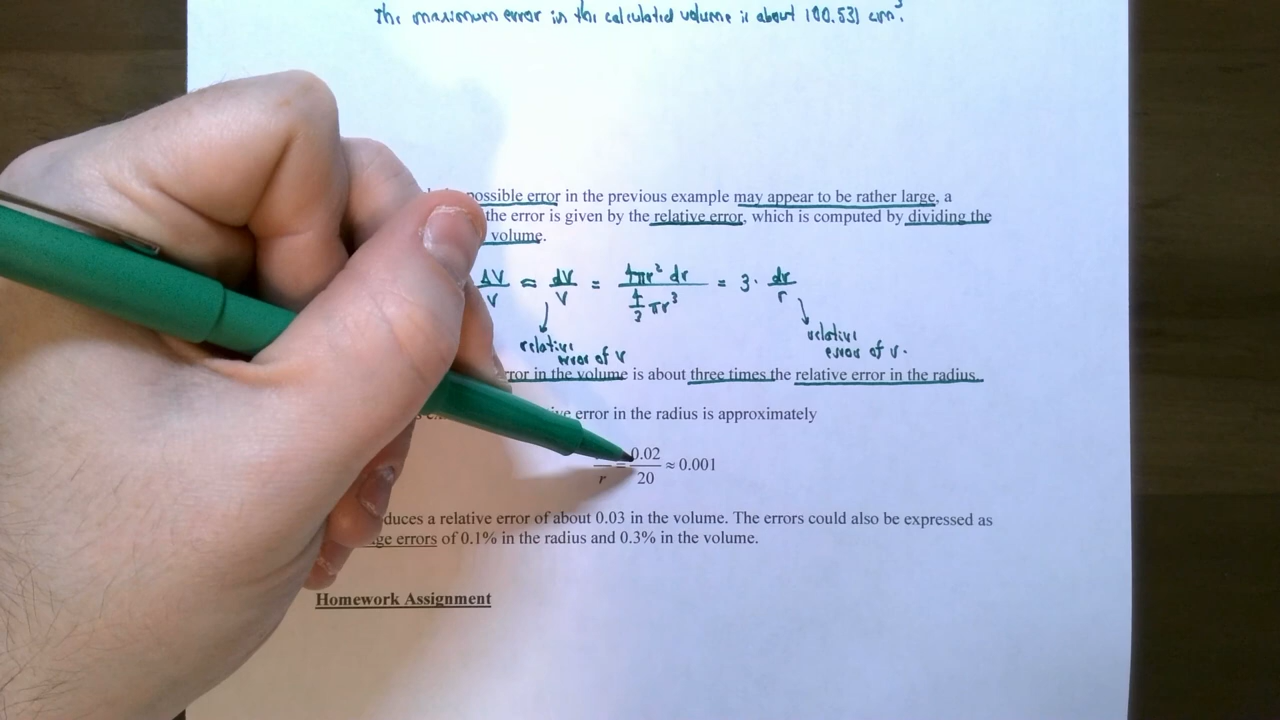 The maximum error in the calculated volume is about 100.531 cm³.
possible error in the previous example may appear to be rather large, a
the error is given by the relative error, which is computed by dividing the
volume.
ΔV/V ≈ dV/V = 4πr² dr / (4/3 πr³) = 3 · dr/r
relative error of V
relative error of r.
error in the volume is about three times the relative error in the radius.
error in the radius is approximately
r = 0.02/20 ≈ 0.001
duces a relative error of about 0.03 in the volume. The errors could also be expressed as
ge errors of 0.1% in the radius and 0.3% in the volume.
Homework Assignment